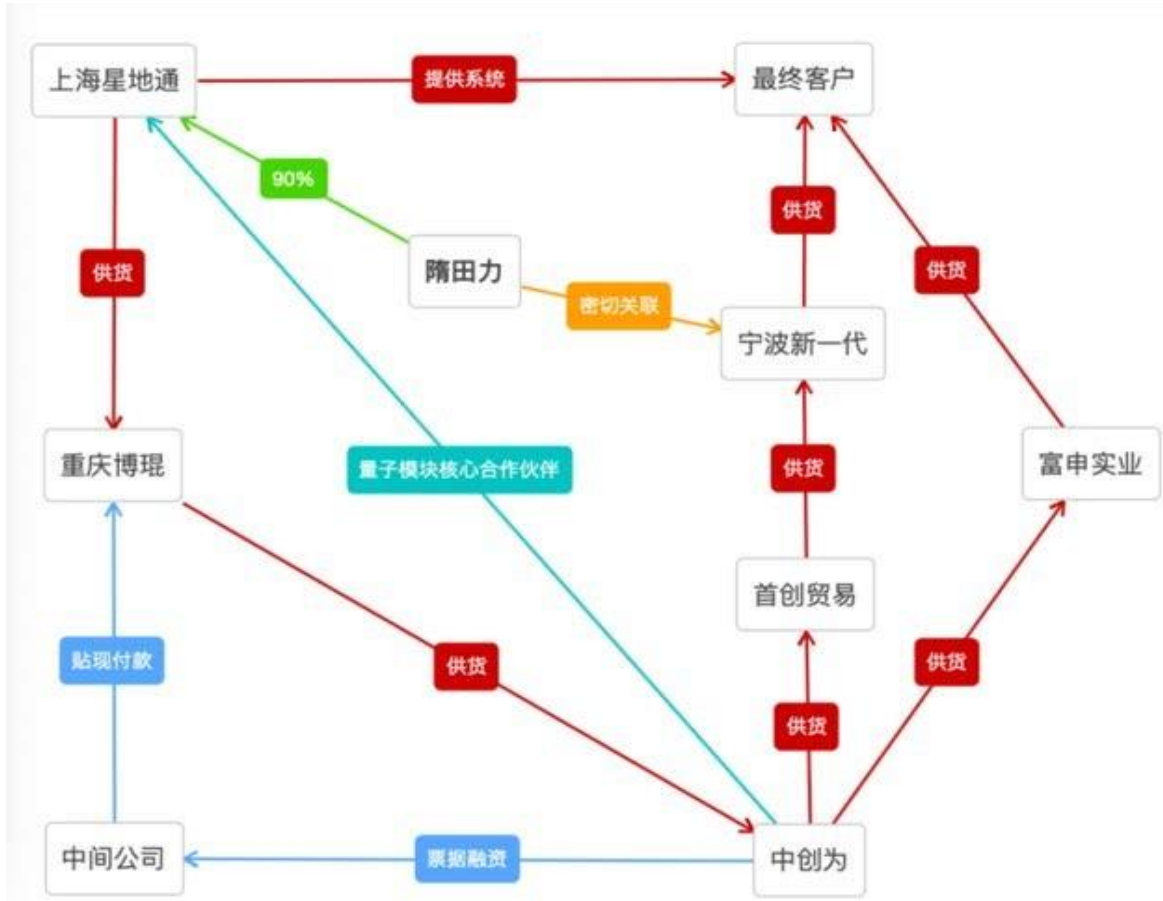 上海星地通
提供系统
最终客户
90%
供货
供货
隋田力
供货
供货
密切关联
宁波新一代
重庆博琨
量子模块核心合作伙伴
供货
富申实业
首创贸易
贴现付款
供货
供货
供货
中间公司
票据融资
中创为